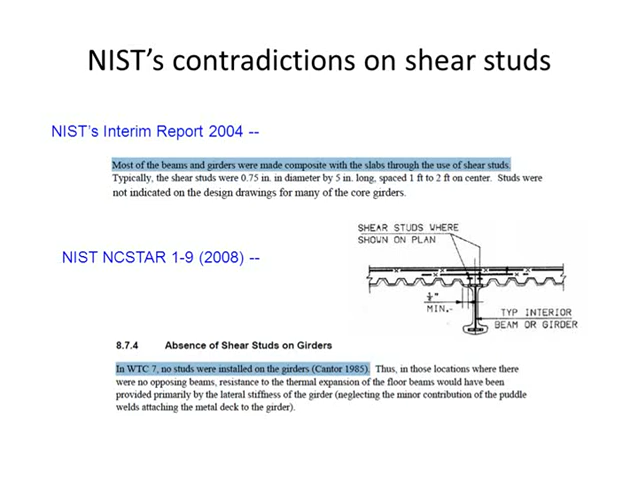 NIST's contradictions on shear studs
NIST's Interim Report 2004 --
Most of the beams and girders were made composite with the slabs through the use of shear studs.
Typically, the shear studs were 0.75 in. in diameter by 5 in. long, spaced 1 ft to 2 ft on center. Studs were
not indicated on the design drawings for many of the core girders.
SHEAR STUDS WHERE
SHOWN ON PLAN
NIST NCSTAR 1-9 (2008) --
MIN.
TYP INTERIOR
BEAM OR GIRDER
8.7.4 Absence of Shear Studs on Girders
In WTC 7, no studs were installed on the girders (Cantor 1985). Thus, in those locations where there
were no opposing beams, resistance to the thermal expansion of the floor beams would have been
provided primarily by the lateral stiffness of the girder (neglecting the minor contribution of the puddle
welds attaching the metal deck to the girder).